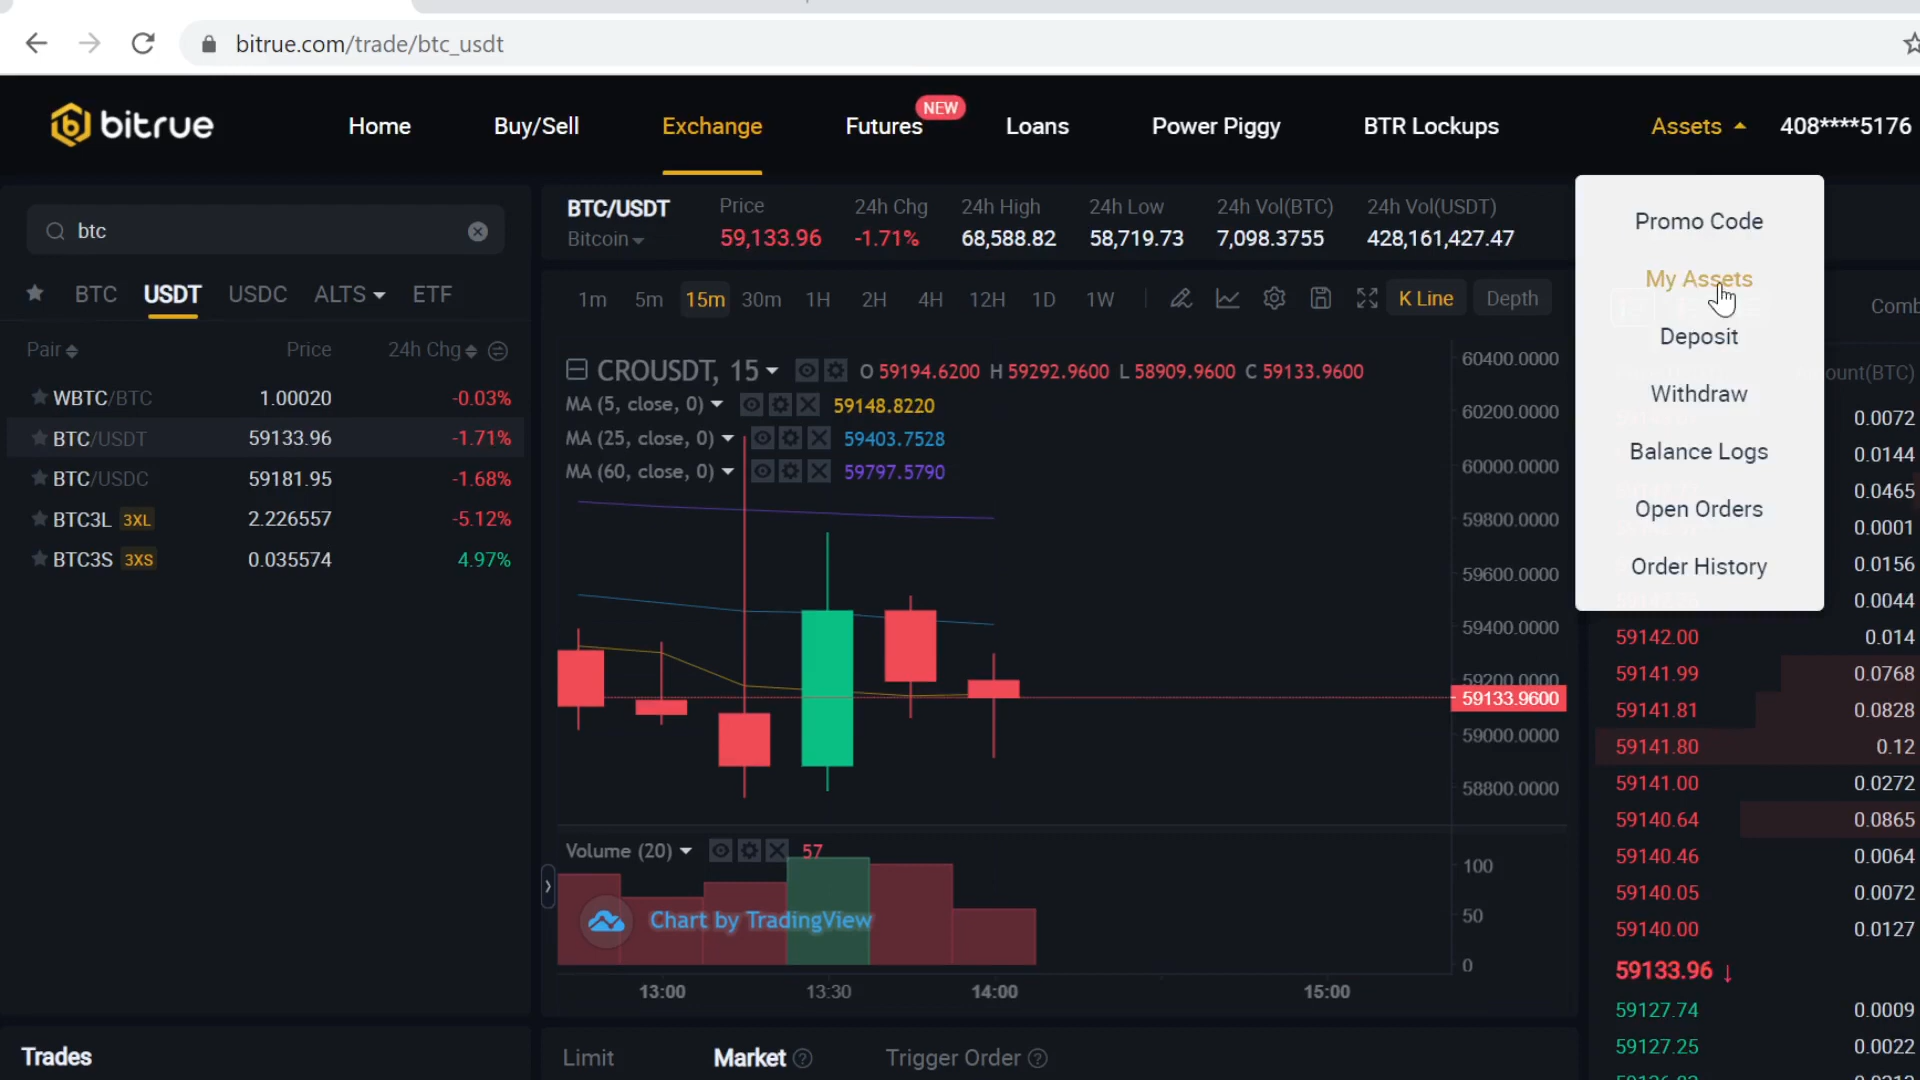 bitrue.com/trade/btc_usdt
bitrue
Home
Buy/Sell
Exchange
Futures
NEW
Loans
Power Piggy
BTR Lockups
Assets
408****5176
btc
BTC USDT USDC ALTS ETF
Pair Price 24h Chg
WBTC/BTC 1.00020 -0.03%
BTC/USDT 59133.96 -1.71%
BTC/USDC 59181.95 -1.68%
BTC3L 3XL 2.226557 -5.12%
BTC3S 3XS 0.035574 4.97%
Trades
BTC/USDT
Bitcoin
Price
59,133.96
24h Chg
-1.71%
24h High
68,588.82
24h Low
58,719.73
24h Vol(BTC)
7,098.3755
24h Vol(USDT)
428,161,427.47
1m 5m 15m 30m 1H 2H 4H 12H 1D 1W
K Line
Depth
CROUSDT, 15 O 59194.6200 H 59292.9600 L 58909.9600 C 59133.9600
MA (5, close, 0) 59148.8220
MA (25, close, 0) 59403.7528
MA (60, close, 0) 59797.5790
60400.0000
60200.0000
60000.0000
59800.0000
59600.0000
59400.0000
59200.0000
59133.9600
59000.0000
58800.0000
Volume (20) 57
Chart by TradingView
100
50
0
13:00 13:30 14:00 15:00
Limit Market Trigger Order
Promo Code
My Assets
Deposit
Withdraw
Balance Logs
Open Orders
Order History
0.0072
0.0144
0.0465
0.0001
0.0156
0.0044
59142.00 0.014
59141.99 0.0768
59141.81 0.0828
59141.80 0.12
59141.00 0.0272
59140.64 0.0865
59140.46 0.0064
59140.05 0.0072
59140.00 0.0127
59133.96 ↓
59127.74 0.0009
59127.25 0.0022